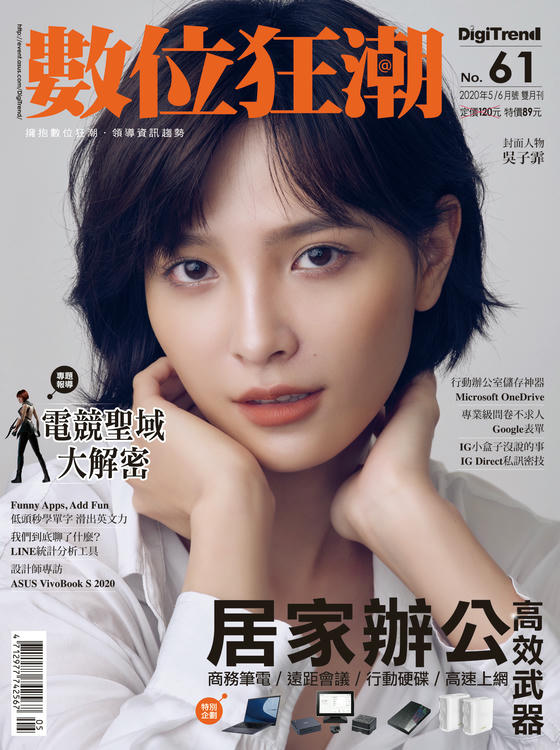 http://event.asus.com/DigiTrend/
數位狂潮
@
DigiTrend
No. 61
2020年5/6月號 雙月刊
定價120元 特價89元
擁抱數位狂潮‧領導資訊趨勢
封面人物
吳子霏
專題
報導
電競聖域
大解密
行動辦公室儲存神器
Microsoft OneDrive
專業級問卷不求人
Google表單
IG小盒子沒說的事
IG Direct私訊密技
Funny Apps, Add Fun
低頭秒學單字 滑出英文力
我們到底聊了什麼?
LINE統計分析工具
設計師專訪
ASUS VivoBook S 2020
居家辦公
高效武器
商務筆電 / 遠距會議 / 行動硬碟 / 高速上網
特別
企劃
4 712977 742567
05